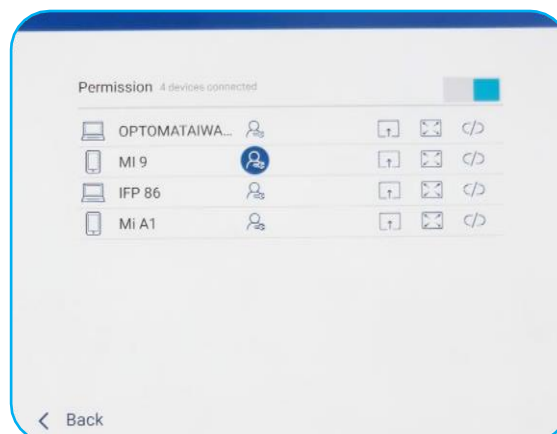 Permission 4 devices connected
OPTOMATAIWA...
MI 9
IFP 86
Mi A1
Back